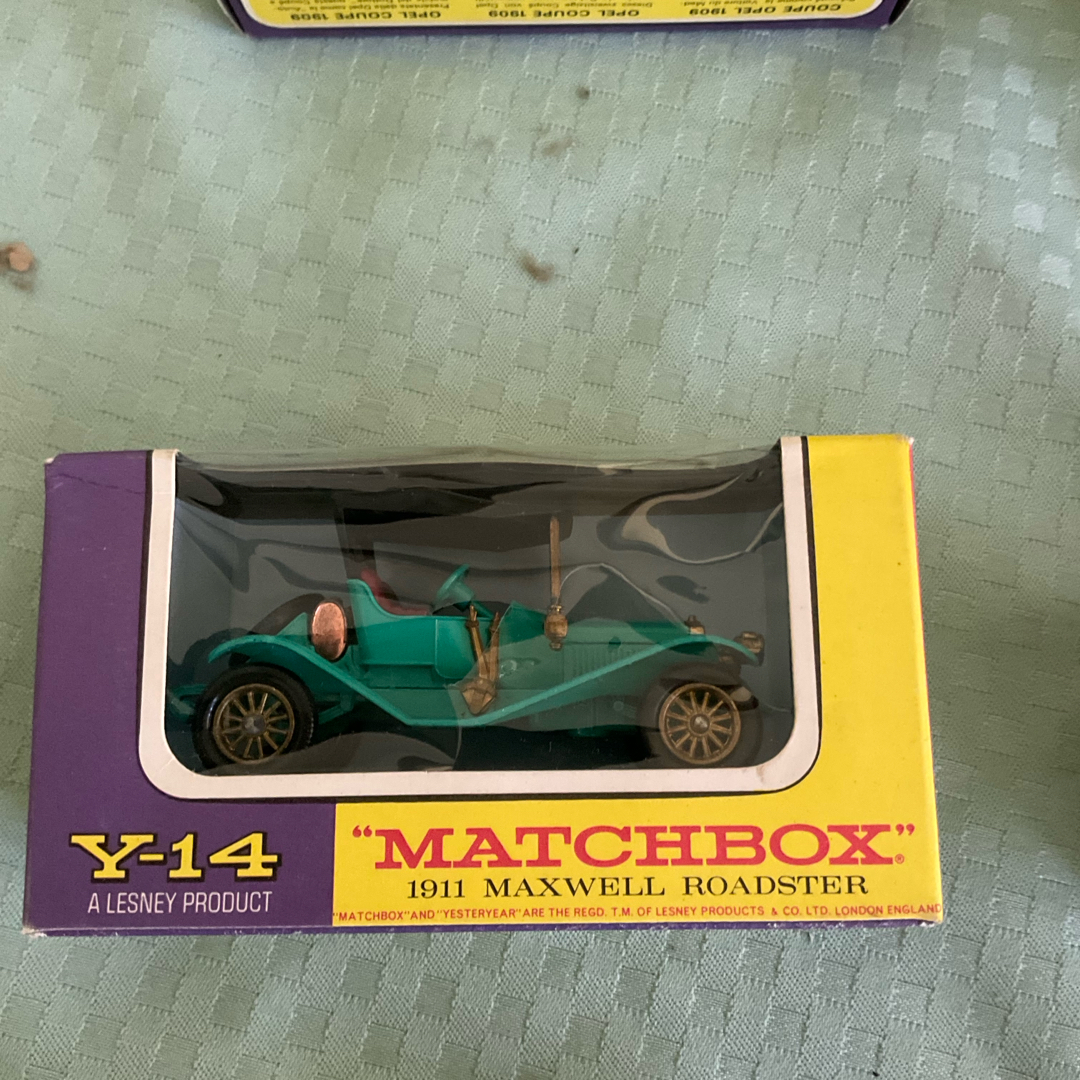 COUPE OPEL 1909
OPEL COUPE 1909
OPEL COUPE 1909
Y-14
A LESNEY PRODUCT
"MATCHBOX"®
1911 MAXWELL ROADSTER
"MATCHBOX" AND "YESTERYEAR" ARE THE REGD. T.M. OF LESNEY PRODUCTS & CO. LTD. LONDON ENGLAND